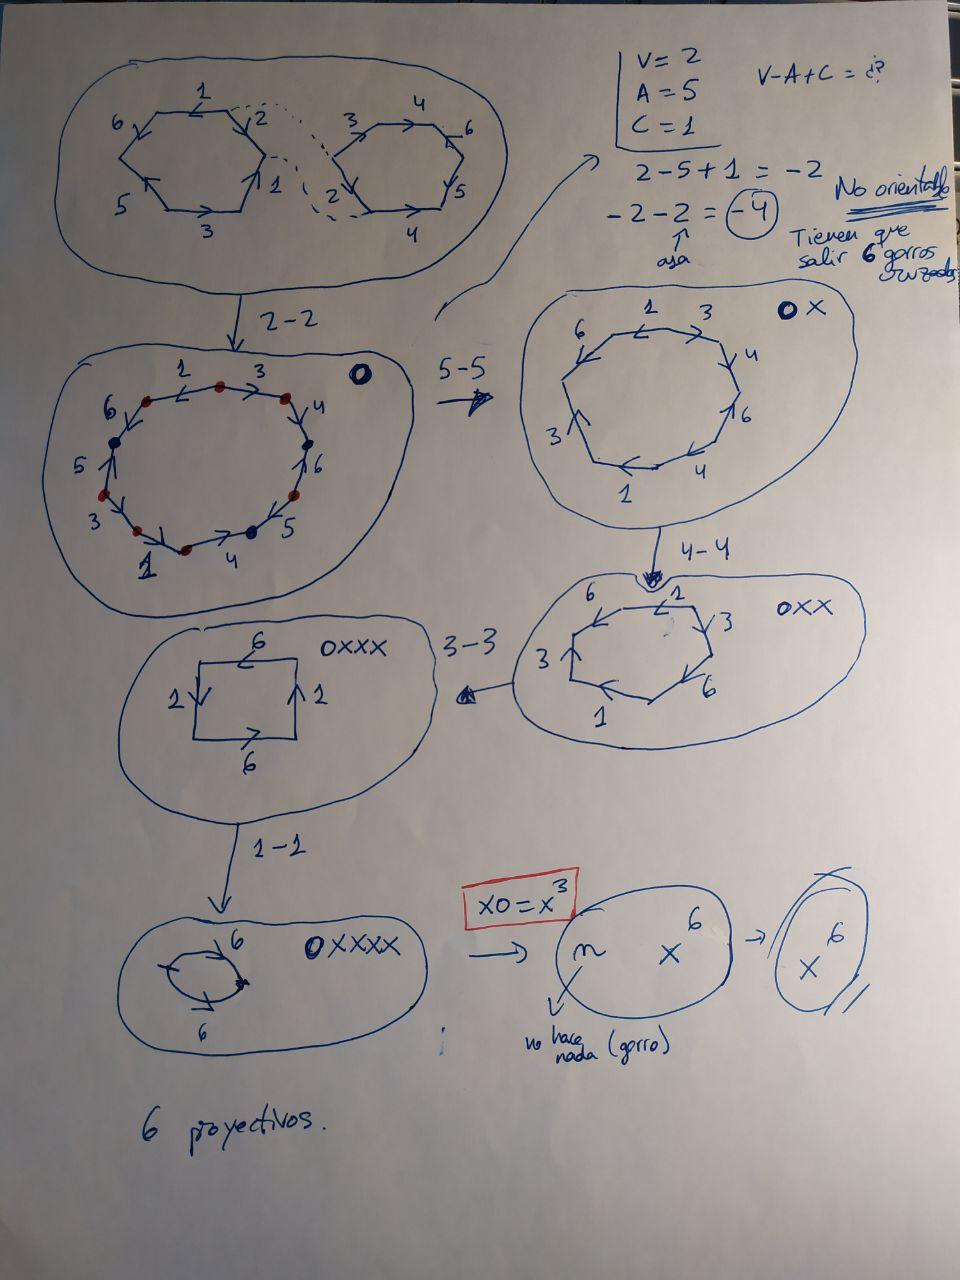 V = 2
A = 5
C = 1
V-A+C = ¿?
2-5+1 = -2
-2-2 = -4
↑
asa
No orientable
Tienen que
salir 6 gorros
cruzados
1
6
2
5
1
3
3
4
6
2
5
4
2-2
O
1
3
6
4
5
6
3
5
1
4
5-5
O X
1
3
6
4
6
3
4
1
4-4
OXX
6
1
3
3
6
1
3-3
OXXX
6
1
1
6
1-1
OXXXX
6
6
XO = X³
n X⁶
→
X⁶
no hace
nada (gorro)
6 proyectivos.